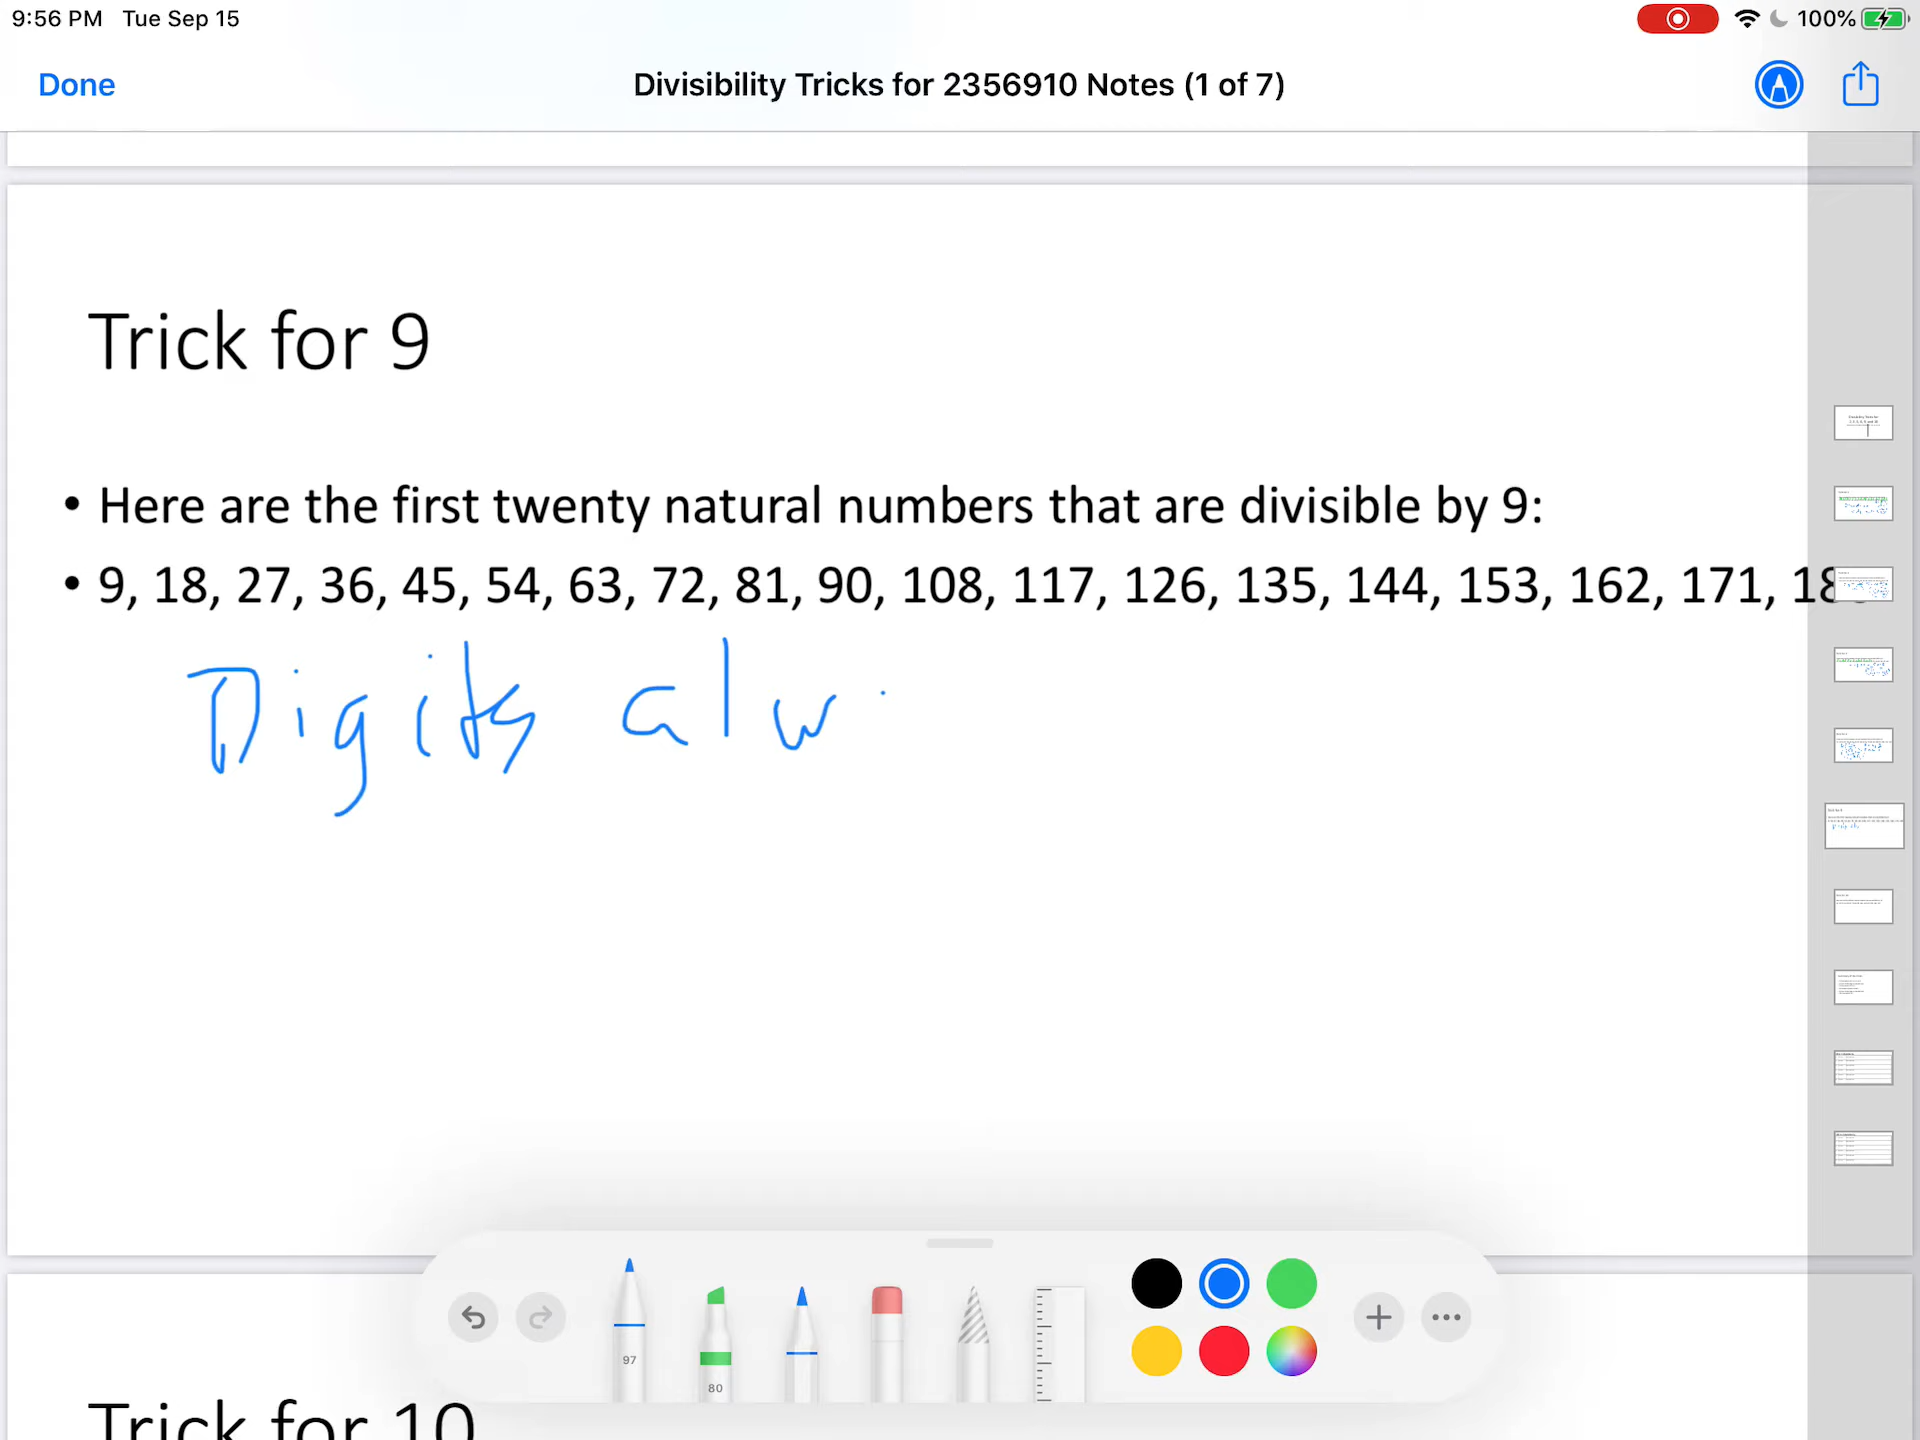 9:56 PM Tue Sep 15
100%
Done
Divisibility Tricks for 2356910 Notes (1 of 7)
Trick for 9
• Here are the first twenty natural numbers that are divisible by 9:
• 9, 18, 27, 36, 45, 54, 63, 72, 81, 90, 108, 117, 126, 135, 144, 153, 162, 171, 18
Digits alw
97
80
Trick for 10